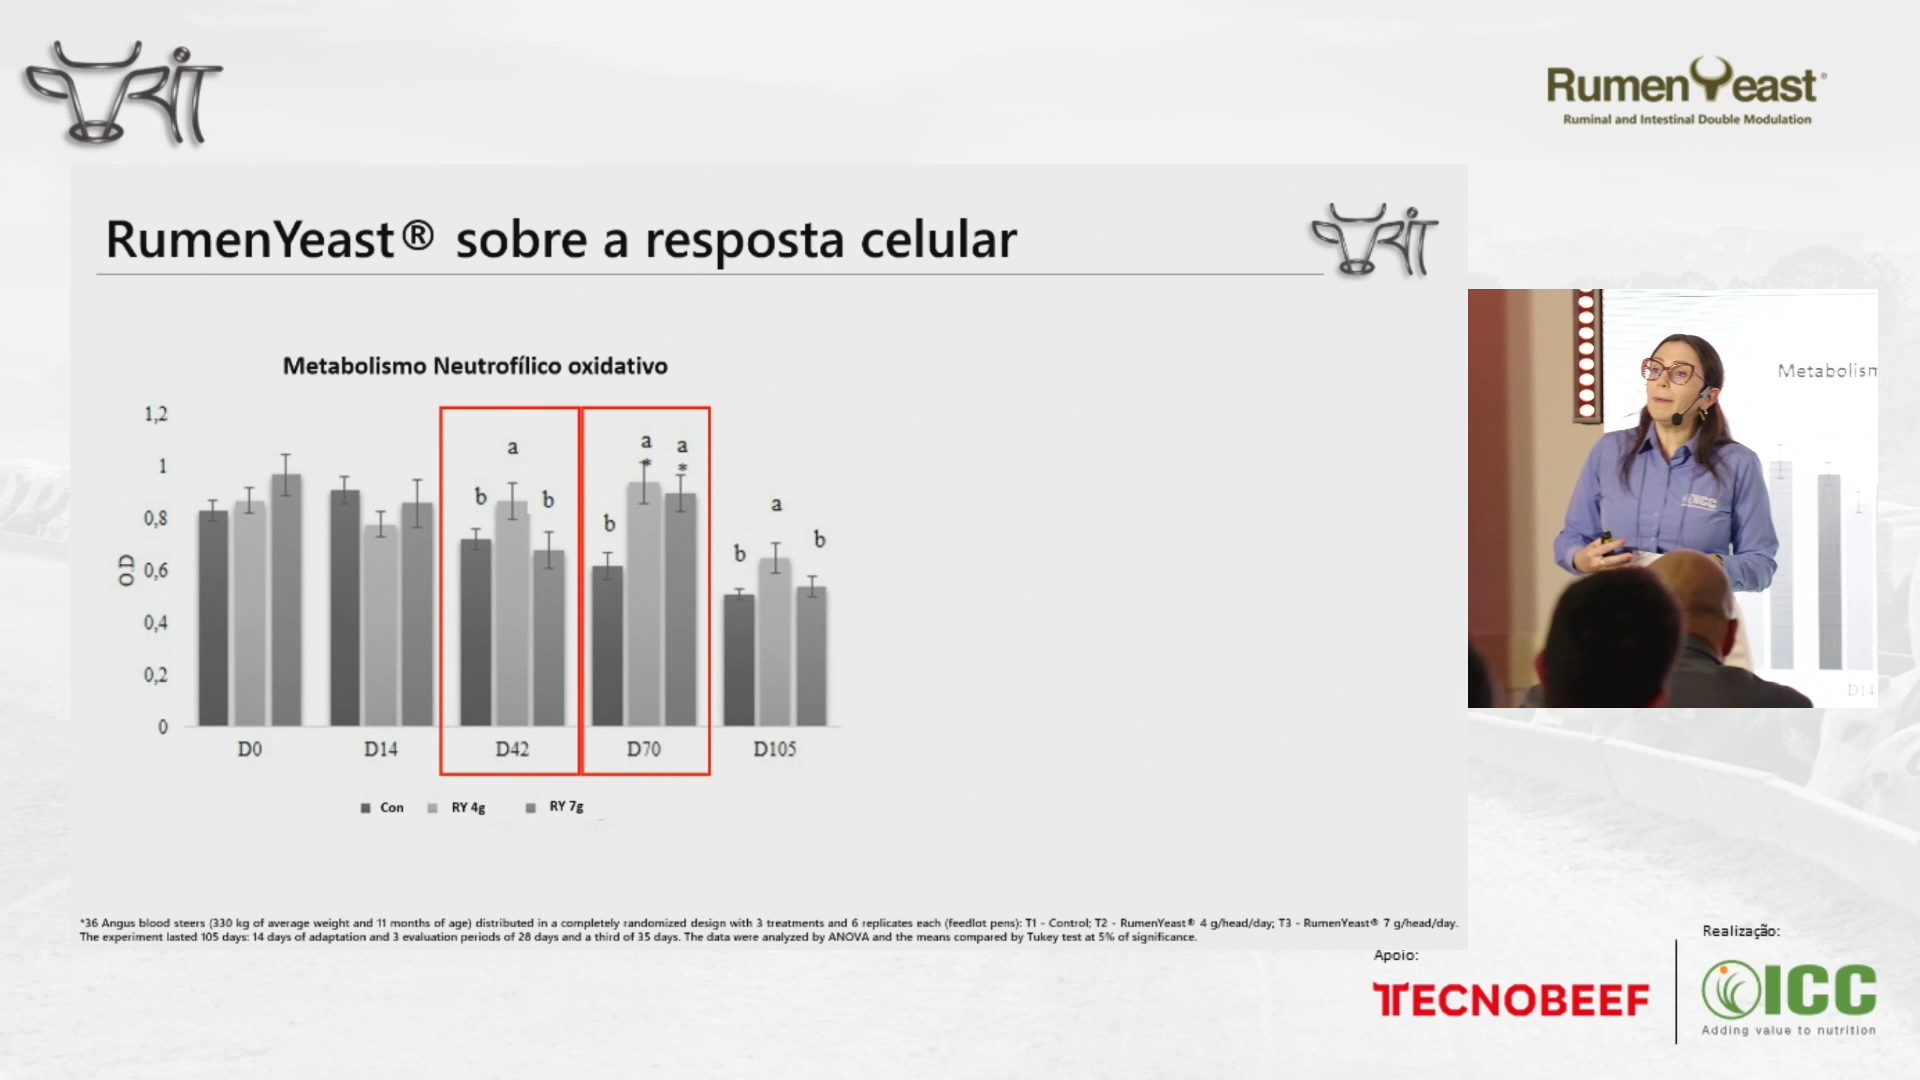 RumenYeast®
Ruminal and Intestinal Double Modulation
RumenYeast® sobre a resposta celular
Metabolismo Neutrofílico oxidativo
1,2
1
0,8
0,6
0,4
0,2
0
O.D
b
a
b
b
a
*
a
*
b
a
b
D0
D14
D42
D70
D105
Con
RY 4g
RY 7g
*36 Angus blood steers (330 kg of average weight and 11 months of age) distributed in a completely randomized design with 3 treatments and 6 replicates each (feedlot pens): T1 - Control; T2 - RumenYeast® 4 g/head/day; T3 - RumenYeast® 7 g/head/day.
The experiment lasted 105 days: 14 days of adaptation and 3 evaluation periods of 28 days and a third of 35 days. The data were analyzed by ANOVA and the means compared by Tukey test at 5% of significance.
Metabolism
ICC
D14
Apoio:
TECNOBEEF
Realização:
ICC
Adding value to nutrition